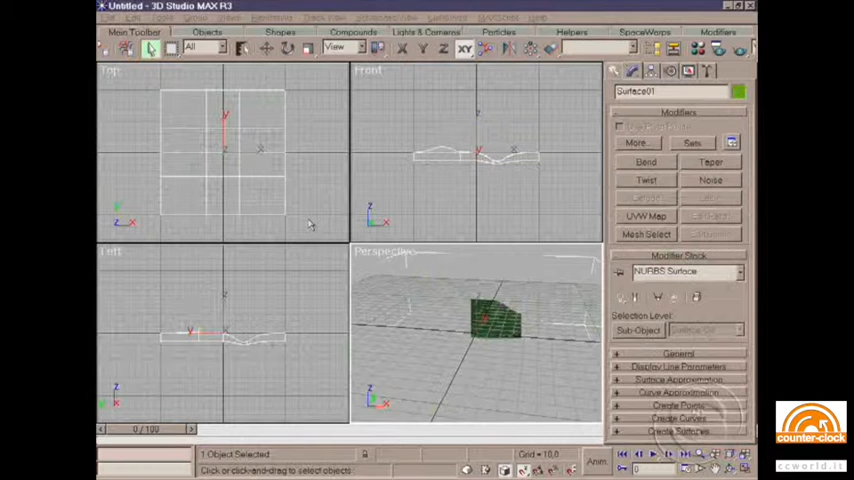 Untitled - 3D Studio MAX R3
Main Toolbar Objects Shapes Compounds Lights & Cameras Particles SpaceWarps Modifiers
All View X Y Z XY
Top
Front
Left
Perspective
Surface01
Modifiers
More... Sets
Bend Taper
Twist Noise
UVW Map
Mesh Select
Modifier Stack
NURBS Surface
Selection Level:
Sub-Object
General
Display Line Parameters
Surface Approximation
Curve Approximation
Create Points
Create Curves
Create Surfaces
0 / 100
1 Object Selected
Grid = 10,0
Click or click-and-drag to select objects
Anim
0
counter-clock
ccworld.it